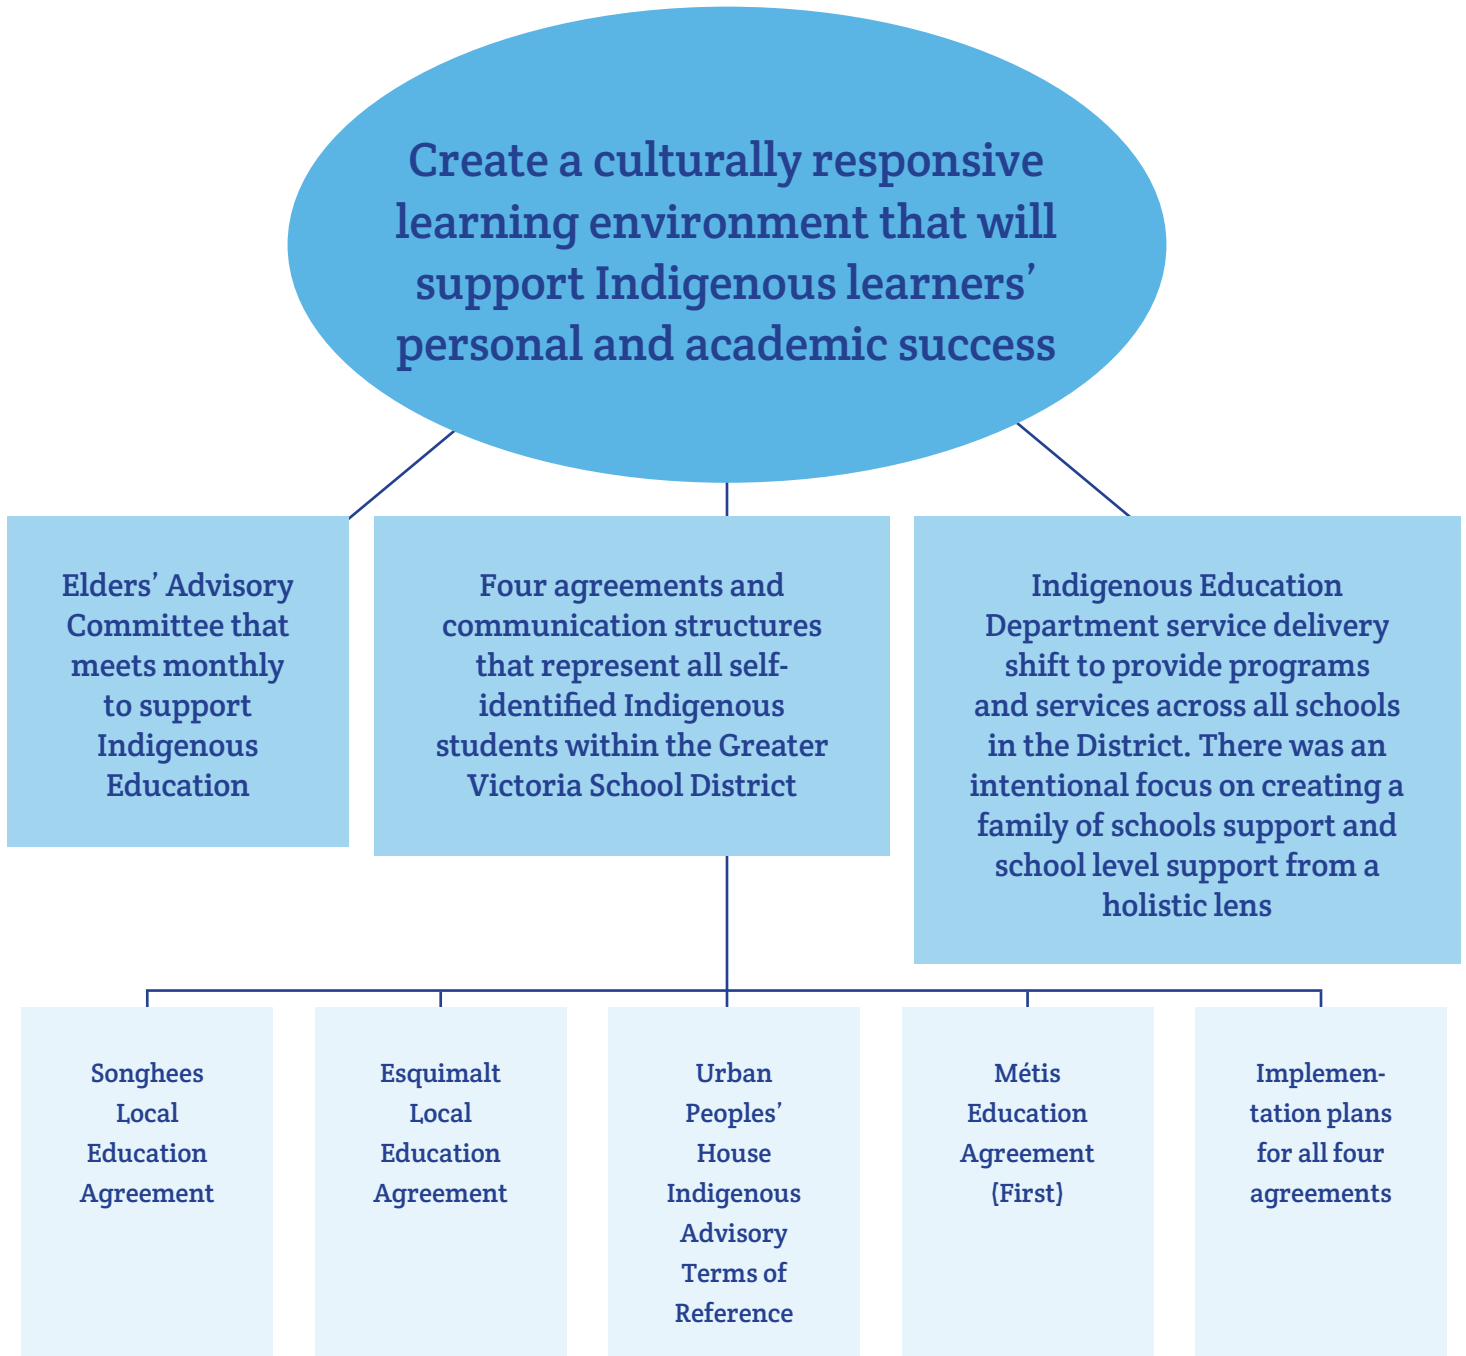 Create a culturally responsive
learning environment that will
support Indigenous learners’
personal and academic success
Elders’ Advisory
Committee that
meets monthly
to support
Indigenous
Education
Four agreements and
communication structures
that represent all self-
identified Indigenous
students within the Greater
Victoria School District
Indigenous Education
Department service delivery
shift to provide programs
and services across all schools
in the District. There was an
intentional focus on creating a
family of schools support and
school level support from a
holistic lens
Songhees
Local
Education
Agreement
Esquimalt
Local
Education
Agreement
Urban
Peoples’
House
Indigenous
Advisory
Terms of
Reference
Métis
Education
Agreement
(First)
Implemen-
tation plans
for all four
agreements